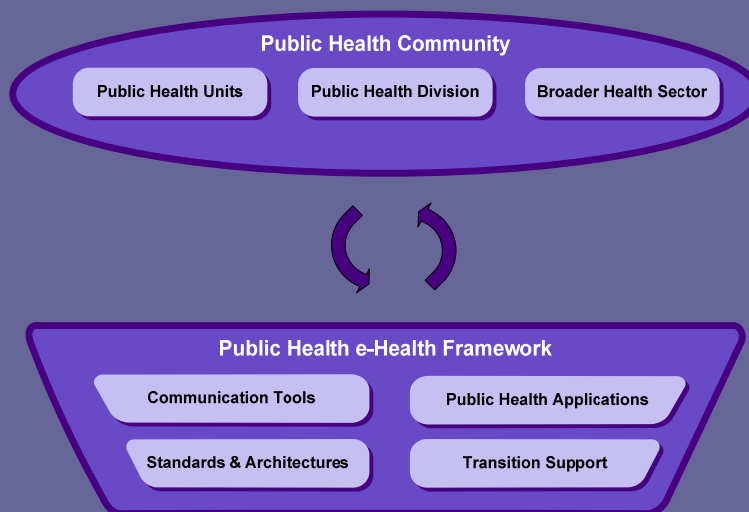 Public Health Community
Public Health Units
Public Health Division
Broader Health Sector
Public Health e-Health Framework
Communication Tools
Public Health Applications
Standards & Architectures
Transition Support